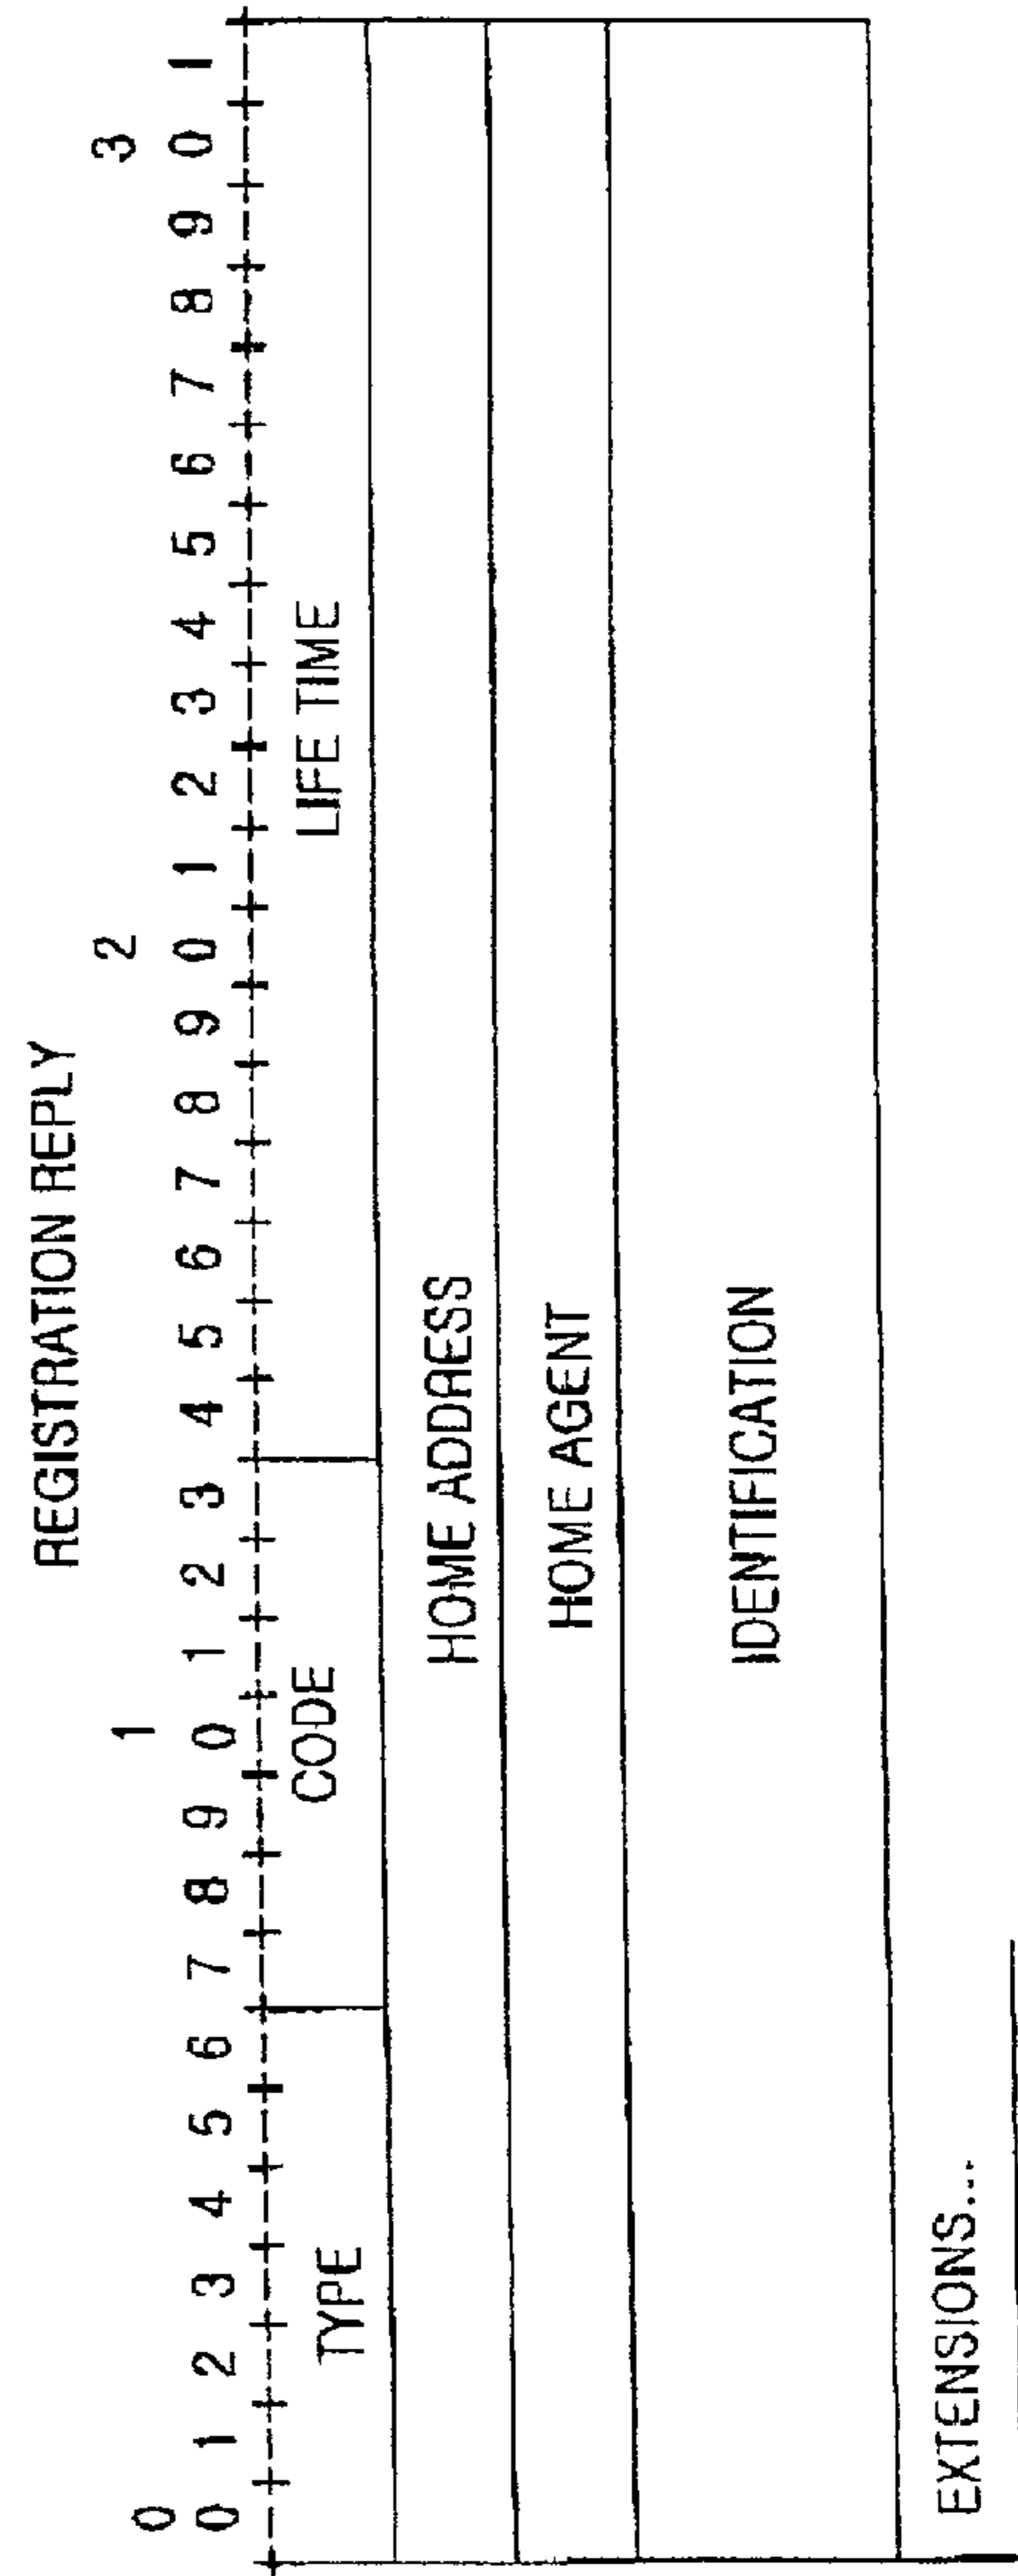 REGISTRATION REPLY
0 1 2 3
0 1 2 3 4 5 6 7 8 9 0 1 2 3 4 5 6 7 8 9 0 1 2 3 4 5 6 7 8 9 0 1
TYPE CODE LIFE TIME
HOME ADDRESS
HOME AGENT
IDENTIFICATION
EXTENSIONS...